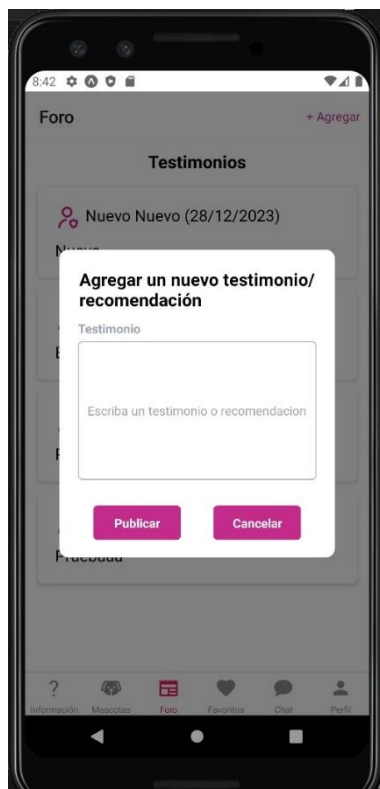 8:42
Foro
+ Agregar
Testimonios
Nuevo Nuevo (28/12/2023)
Agregar un nuevo testimonio/
recomendación
Testimonio
Escriba un testimonio o recomendacion
Publicar
Cancelar
Información
Mascotas
Foro
Favoritos
Chat
Perfil